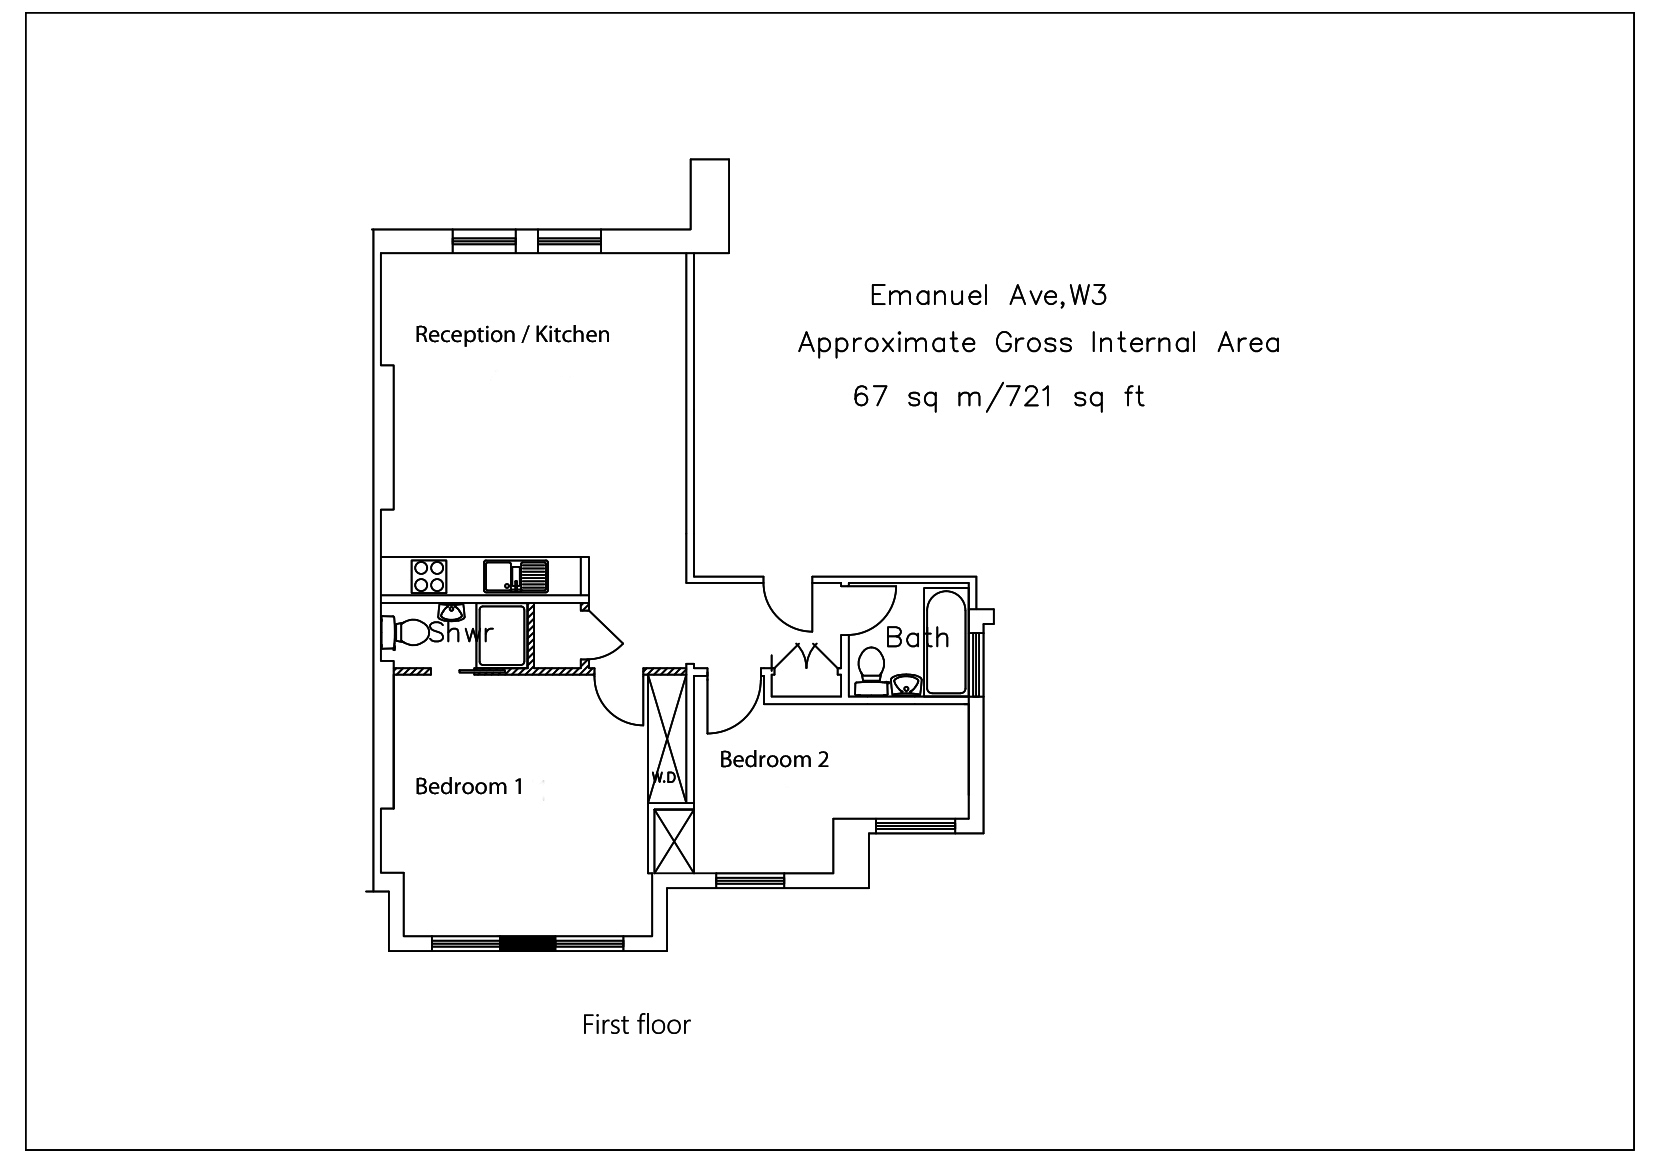 Emanuel Ave,W3
Approximate Gross Internal Area
67 sq m/721 sq ft
Reception / Kitchen
Shwr
Bath
Bedroom 2
W.D
Bedroom 1
First floor